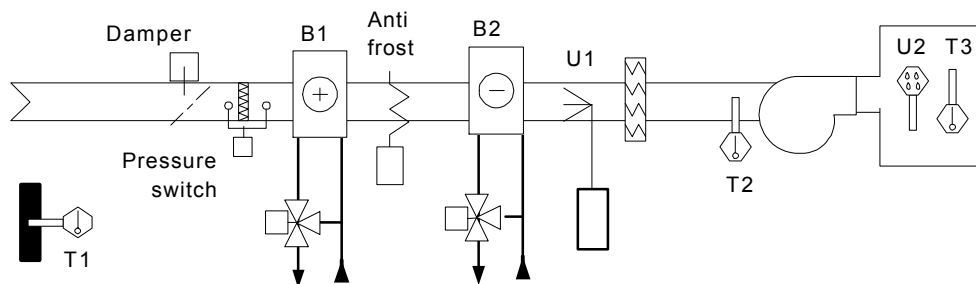 Damper
B1
Anti
frost
B2
U1
U2
T3
Pressure
switch
T2
T1